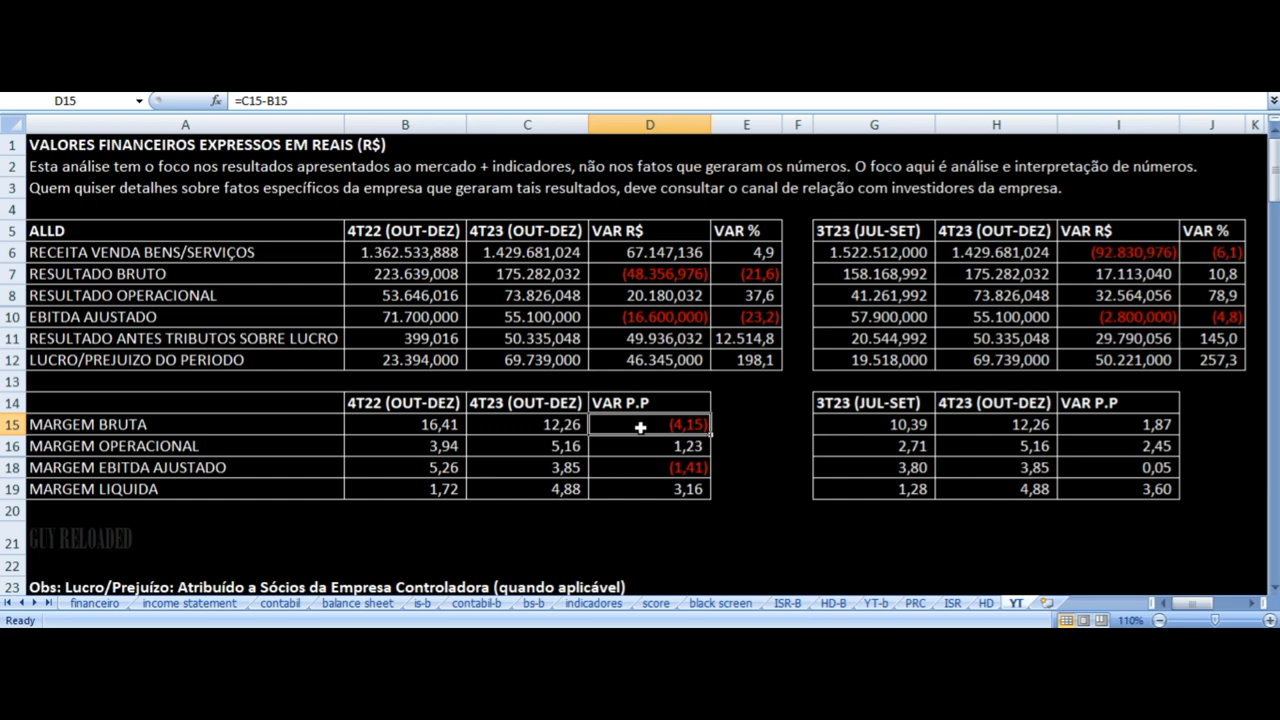 D15 fx =C15-B15
A B C D E F G H I J K
1 VALORES FINANCEIROS EXPRESSOS EM REAIS (R$)
2 Esta análise tem o foco nos resultados apresentados ao mercado + indicadores, não nos fatos que geraram os números. O foco aqui é análise e interpretação de números.
3 Quem quiser detalhes sobre fatos específicos da empresa que geraram tais resultados, deve consultar o canal de relação com investidores da empresa.
4
5 ALLD 4T22 (OUT-DEZ) 4T23 (OUT-DEZ) VAR R$ VAR % 3T23 (JUL-SET) 4T23 (OUT-DEZ) VAR R$ VAR %
6 RECEITA VENDA BENS/SERVIÇOS 1.362.533,888 1.429.681,024 67.147,136 4,9 1.522.512,000 1.429.681,024 (92.830,976) (6,1)
7 RESULTADO BRUTO 223.639,008 175.282,032 (48.356,976) (21,6) 158.168,992 175.282,032 17.113,040 10,8
8 RESULTADO OPERACIONAL 53.646,016 73.826,048 20.180,032 37,6 41.261,992 73.826,048 32.564,056 78,9
10 EBITDA AJUSTADO 71.700,000 55.100,000 (16.600,000) (23,2) 57.900,000 55.100,000 (2.800,000) (4,8)
11 RESULTADO ANTES TRIBUTOS SOBRE LUCRO 399,016 50.335,048 49.936,032 12.514,8 20.544,992 50.335,048 29.790,056 145,0
12 LUCRO/PREJUIZO DO PERIODO 23.394,000 69.739,000 46.345,000 198,1 19.518,000 69.739,000 50.221,000 257,3
13
14 4T22 (OUT-DEZ) 4T23 (OUT-DEZ) VAR P.P 3T23 (JUL-SET) 4T23 (OUT-DEZ) VAR P.P
15 MARGEM BRUTA 16,41 12,26 (4,15) 10,39 12,26 1,87
16 MARGEM OPERACIONAL 3,94 5,16 1,23 2,71 5,16 2,45
18 MARGEM EBITDA AJUSTADO 5,26 3,85 (1,41) 3,80 3,85 0,05
19 MARGEM LIQUIDA 1,72 4,88 3,16 1,28 4,88 3,60
20
21 GUY RELOADED
22
23 Obs: Lucro/Prejuízo: Atribuído a Sócios da Empresa Controladora (quando aplicável)
financeiro income statement contabil balance sheet is-b contabil-b bs-b indicadores score black screen ISR-B HD-B YT-b PRC ISR HD YT
Ready 110%